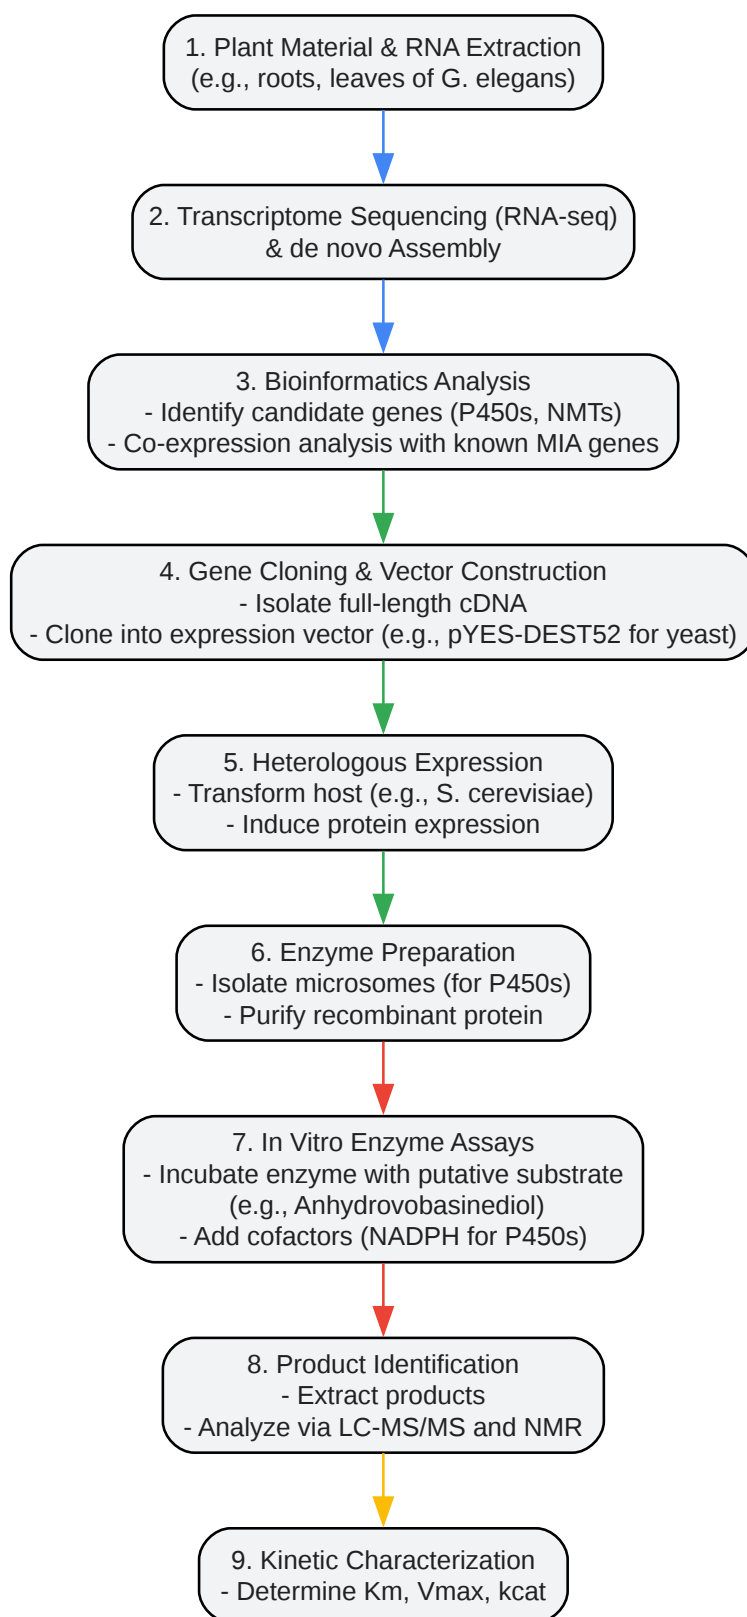 1. Plant Material & RNA Extraction
(e.g., roots, leaves of G. elegans)
2. Transcriptome Sequencing (RNA-seq)
& de novo Assembly
3. Bioinformatics Analysis
- Identify candidate genes (P450s, NMTs)
- Co-expression analysis with known MIA genes
4. Gene Cloning & Vector Construction
- Isolate full-length cDNA
- Clone into expression vector (e.g., pYES-DEST52 for yeast)
5. Heterologous Expression
- Transform host (e.g., S. cerevisiae)
- Induce protein expression
6. Enzyme Preparation
- Isolate microsomes (for P450s)
- Purify recombinant protein
7. In Vitro Enzyme Assays
- Incubate enzyme with putative substrate
(e.g., Anhydrovobasinediol)
- Add cofactors (NADPH for P450s)
8. Product Identification
- Extract products
- Analyze via LC-MS/MS and NMR
9. Kinetic Characterization
- Determine Km, Vmax, kcat